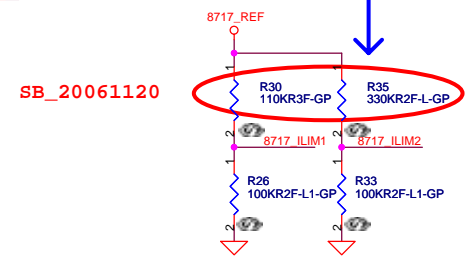 8717_REF
1 1
R30 R35
110KR3F-GP 330KR2F-L-GP
SB_20061120
2 2
8717_ILIM1 8717_ILIM2
1 1
R26 R33
100KR2F-L1-GP 100KR2F-L1-GP
2 2